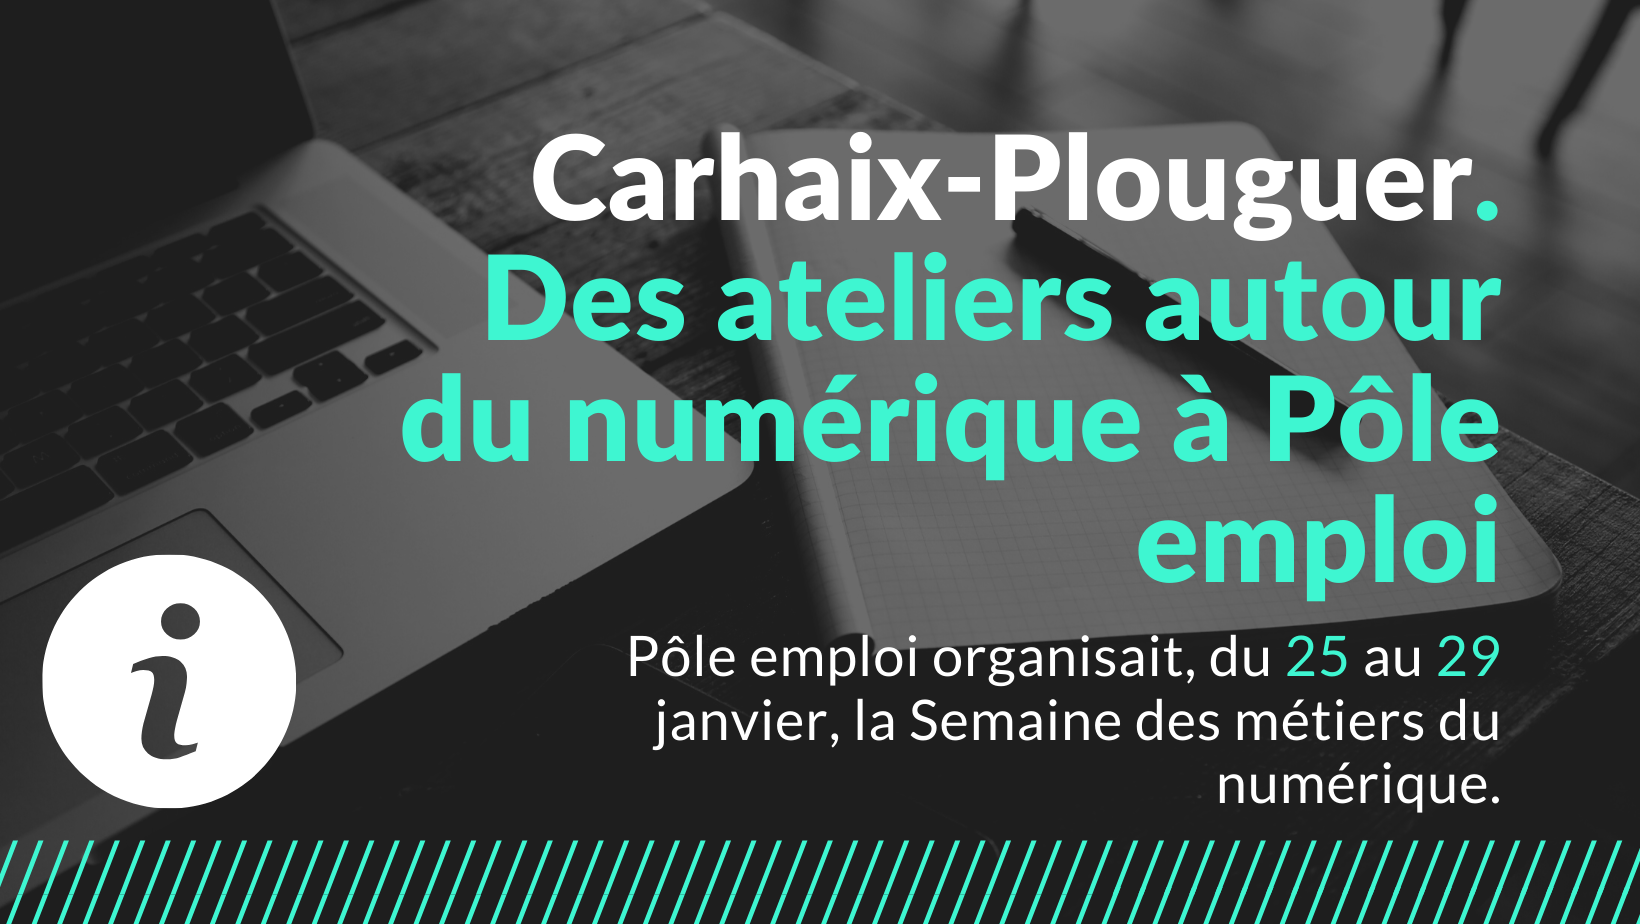 Carhaix-Plouguer.
Des ateliers autour
du numérique à Pôle
emploi
Pôle emploi organisait, du 25 au 29
janvier, la Semaine des métiers du
numérique.
i